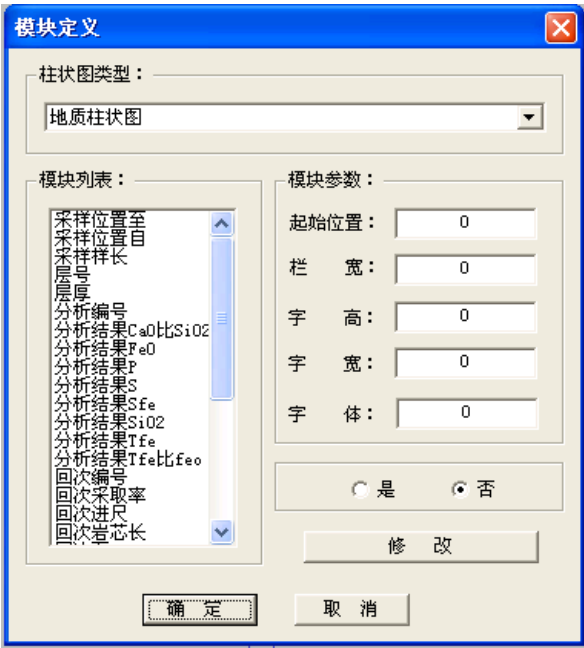 模块定义
柱状图类型：
地质柱状图
模块列表：
采样位置至
采样位置自
采样样长
层号
层厚
分析编号
分析结果CaO比SiO2
分析结果FeO
分析结果P
分析结果S
分析结果Sfe
分析结果SiO2
分析结果Tfe
分析结果Tfe比feo
回次编号
回次采取率
回次进尺
回次岩芯长
模块参数：
起始位置： 0
栏 宽： 0
字 高： 0
字 宽： 0
字 体： 0
是 否
修 改
确 定 取 消